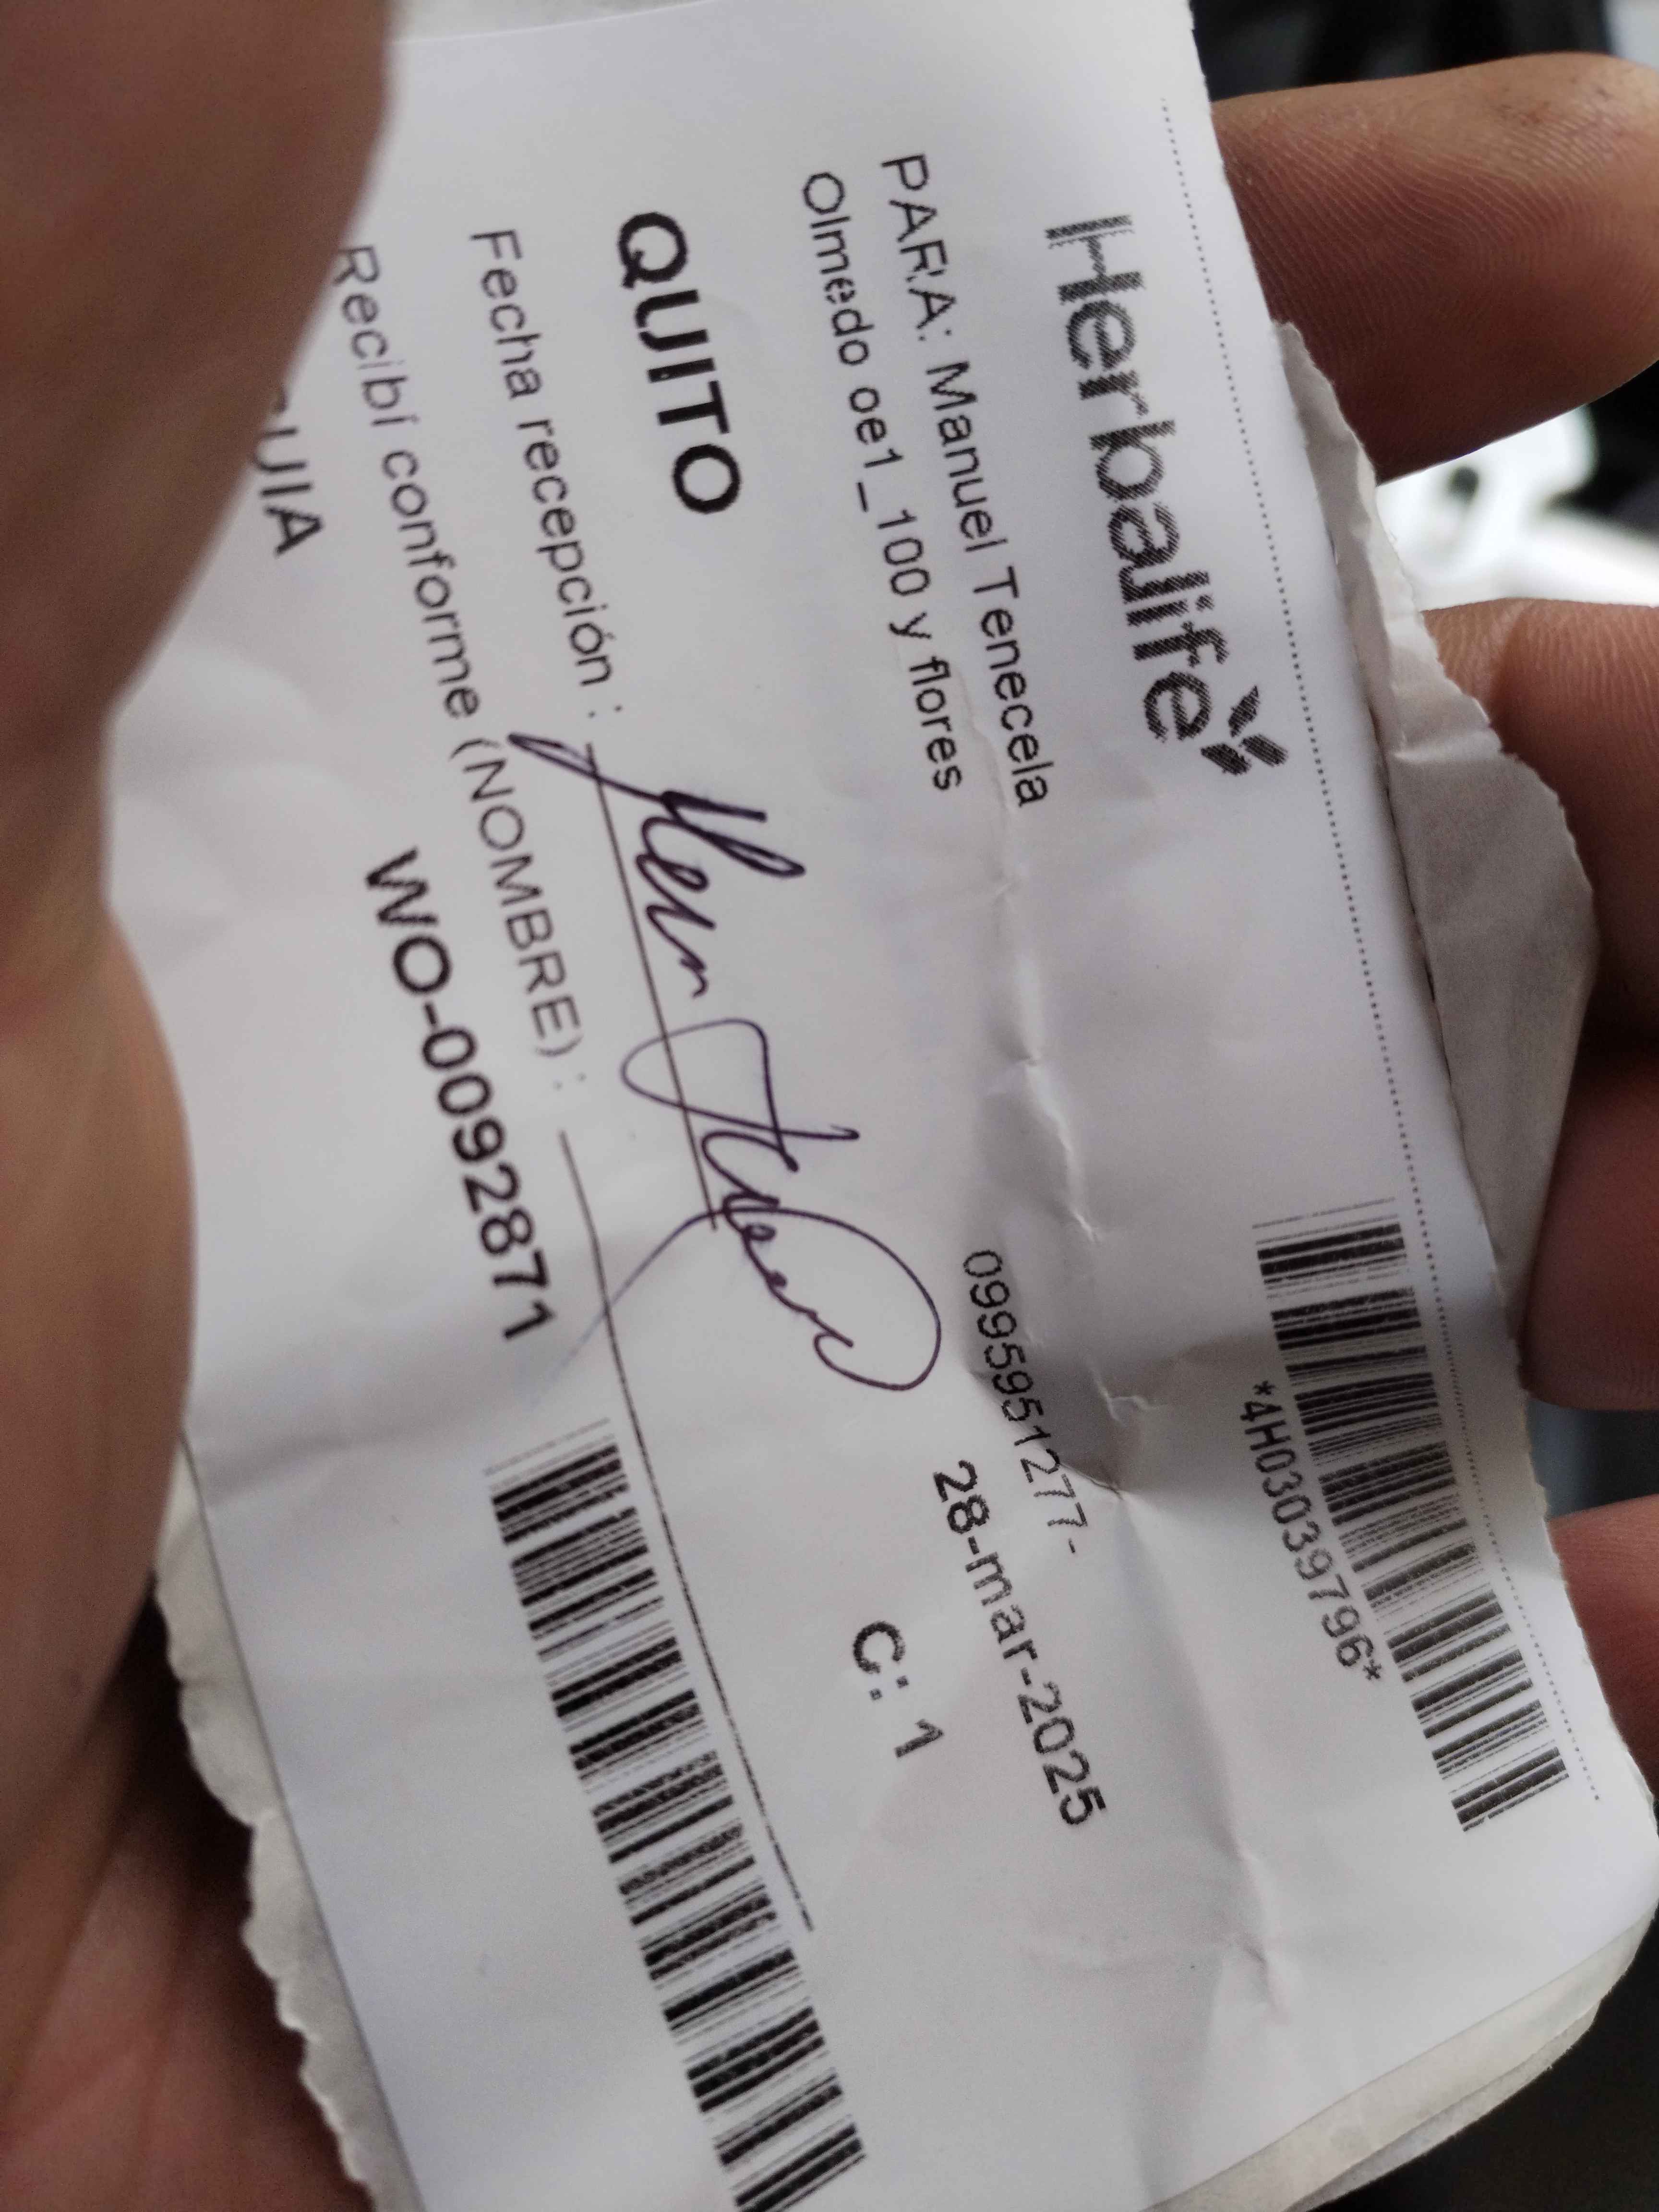 Herbalife
*4H03039796*
PARA: Manuel Tenecela
Olmedo oe1_100 y flores
0995951277-
28-mar-2025
QUITO
C: 1
Fecha recepción :
Recibí conforme (NOMBRE) :
WO-0092871